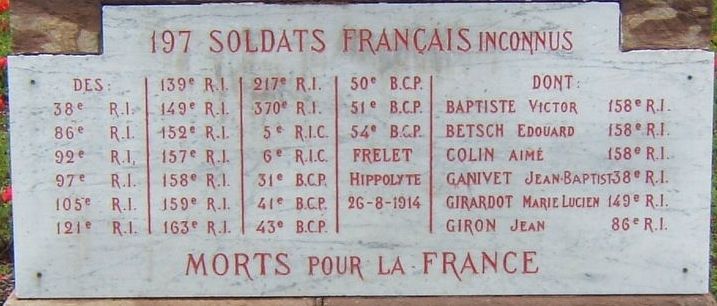 197 SOLDATS FRANÇAIS INCONNUS
DES:
38e R.I.
86e R.I.
92e R.I.
97e R.I.
105e R.I.
121e R.I.
139e R.I.
149e R.I.
152e R.I.
157e R.I.
158e R.I.
159e R.I.
163e R.I.
217e R.I.
370e R.I.
5e R.I.C.
6e R.I.C.
31e B.C.P.
41e B.C.P.
43e B.C.P.
50e B.C.P.
51e B.C.P.
54e B.C.P.
FRELET
HIPPOLYTE
26-8-1914
DONT:
BAPTISTE VICTOR 158e R.I.
BETSCH EDOUARD 158e R.I.
COLIN AIMÉ 158e R.I.
GANIVET JEAN-BAPTIST 38e R.I.
GIRARDOT MARIE LUCIEN 149e R.I.
GIRON JEAN 86e R.I.
MORTS POUR LA FRANCE